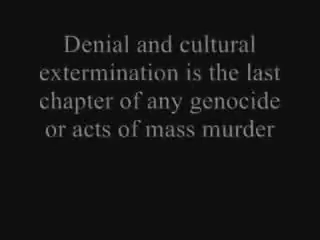 Denial and cultural
extermination is the last
chapter of any genocide
or acts of mass murder